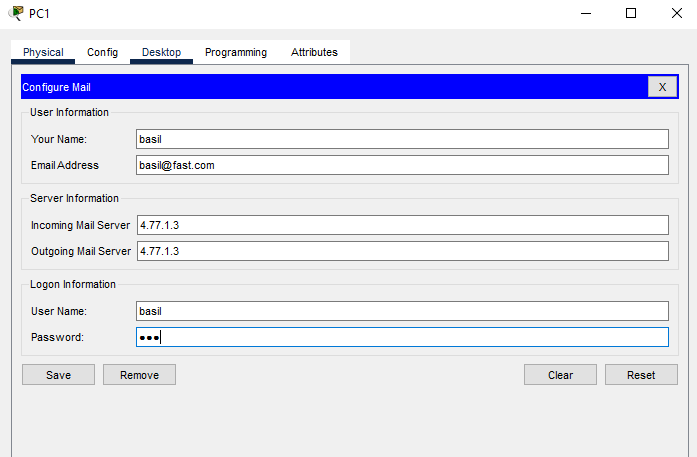 PC1
Physical Config Desktop Programming Attributes
Configure Mail X
User Information
Your Name: basil
Email Address basil@fast.com
Server Information
Incoming Mail Server 4.77.1.3
Outgoing Mail Server 4.77.1.3
Logon Information
User Name: basil
Password: ●●●
Save Remove Clear Reset